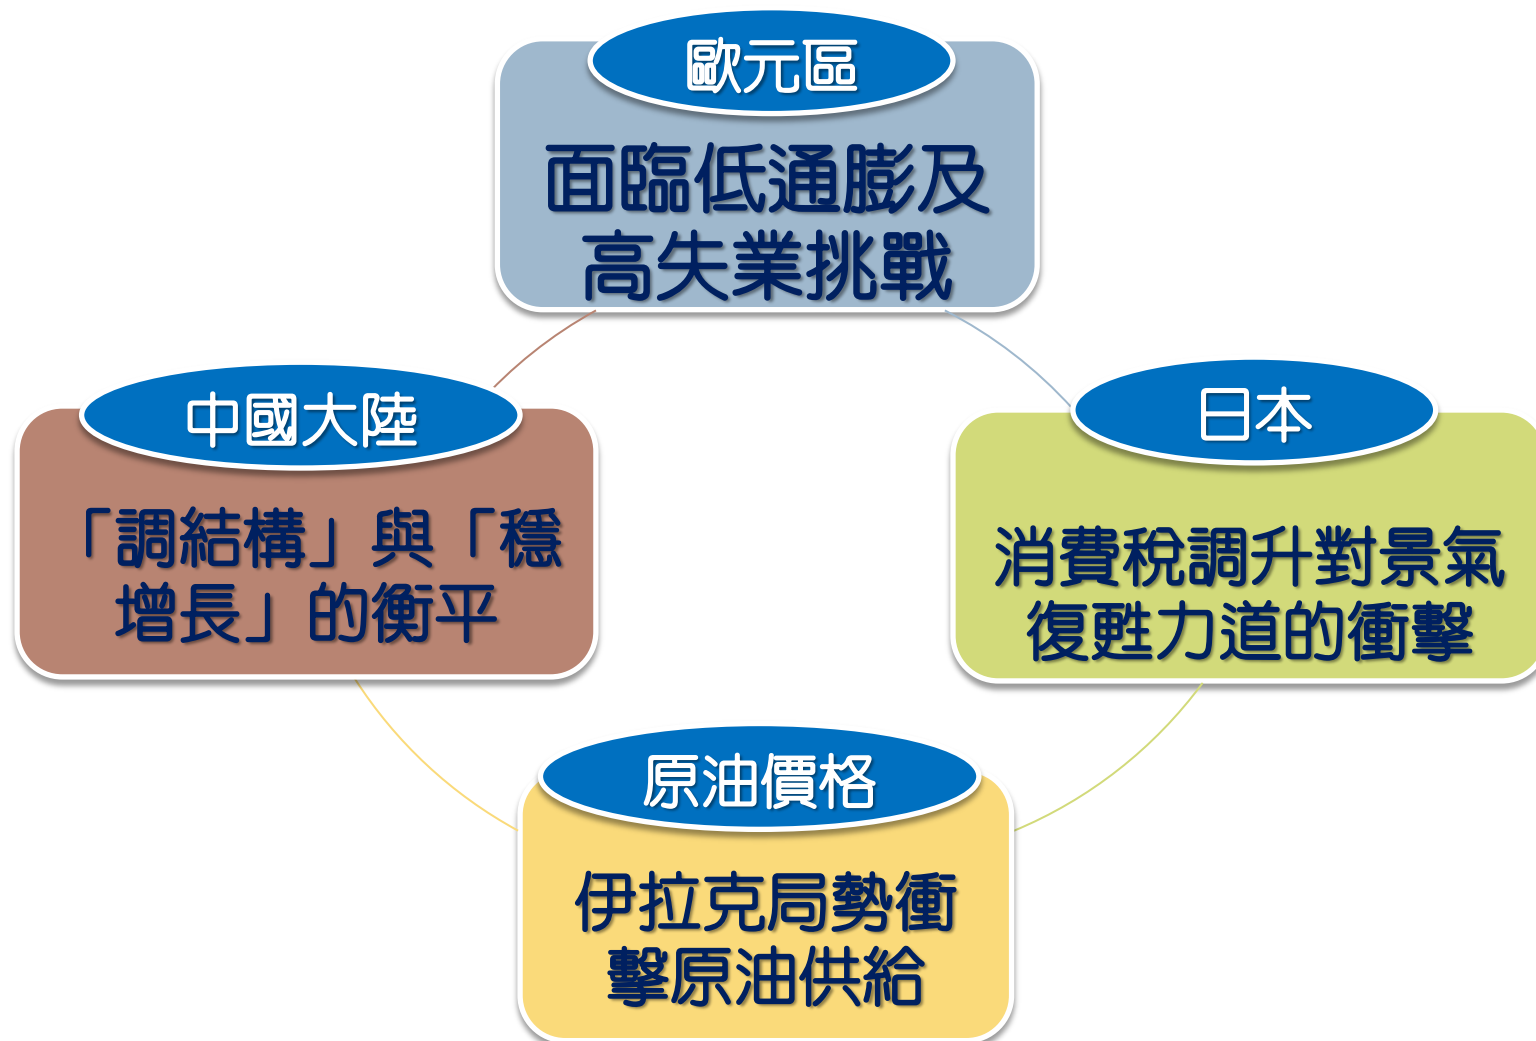 歐元區
面臨低通膨及
高失業挑戰
中國大陸
「調結構」與「穩
增長」的衡平
日本
消費稅調升對景氣
復甦力道的衝擊
原油價格
伊拉克局勢衝
擊原油供給